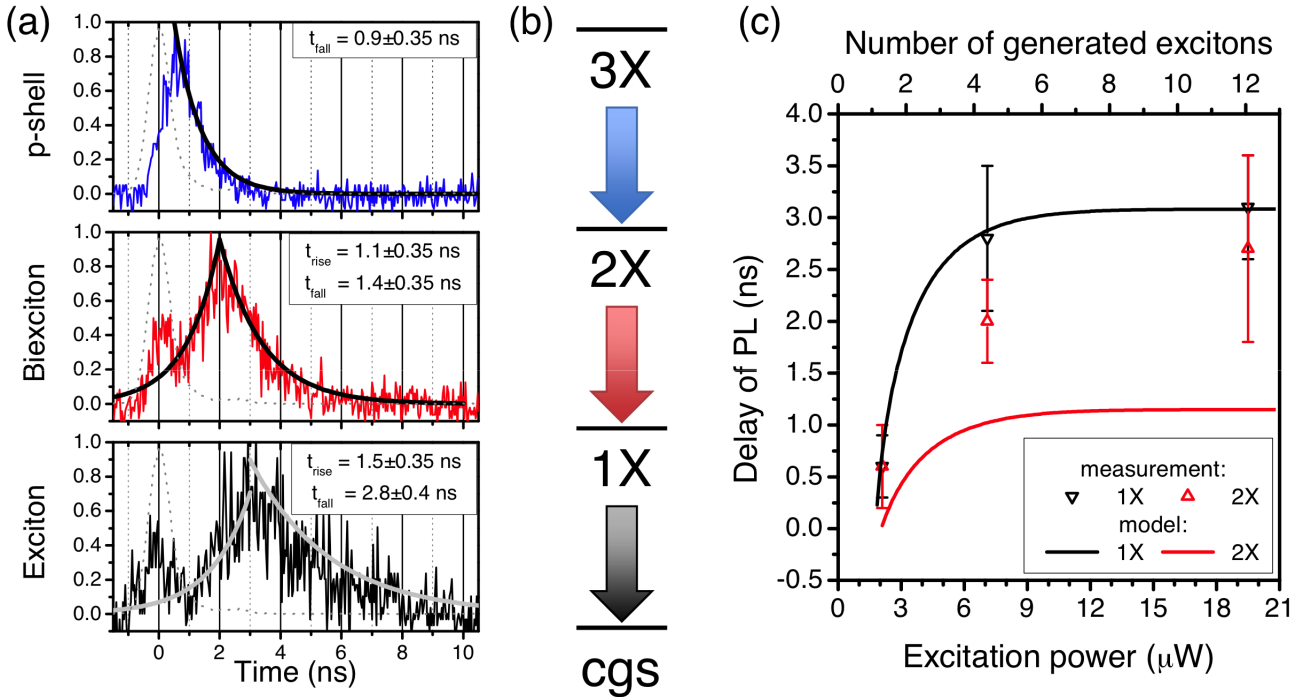 (a)
p-shell
1.0
0.8
0.6
0.4
0.2
0.0
t_fall = 0.9±0.35 ns
Biexciton
1.0
0.8
0.6
0.4
0.2
0.0
t_rise = 1.1±0.35 ns
t_fall = 1.4±0.35 ns
Exciton
1.0
0.8
0.6
0.4
0.2
0.0
t_rise = 1.5±0.35 ns
t_fall = 2.8±0.4 ns
0 2 4 6 8 10
Time (ns)
(b)
3X
2X
1X
cgs
(c)
Number of generated excitons
0 2 4 6 8 10 12
Delay of PL (ns)
4.0
3.5
3.0
2.5
2.0
1.5
1.0
0.5
0.0
-0.5
measurement:
1X 2X
model:
1X 2X
0 3 6 9 12 15 18 21
Excitation power (μW)